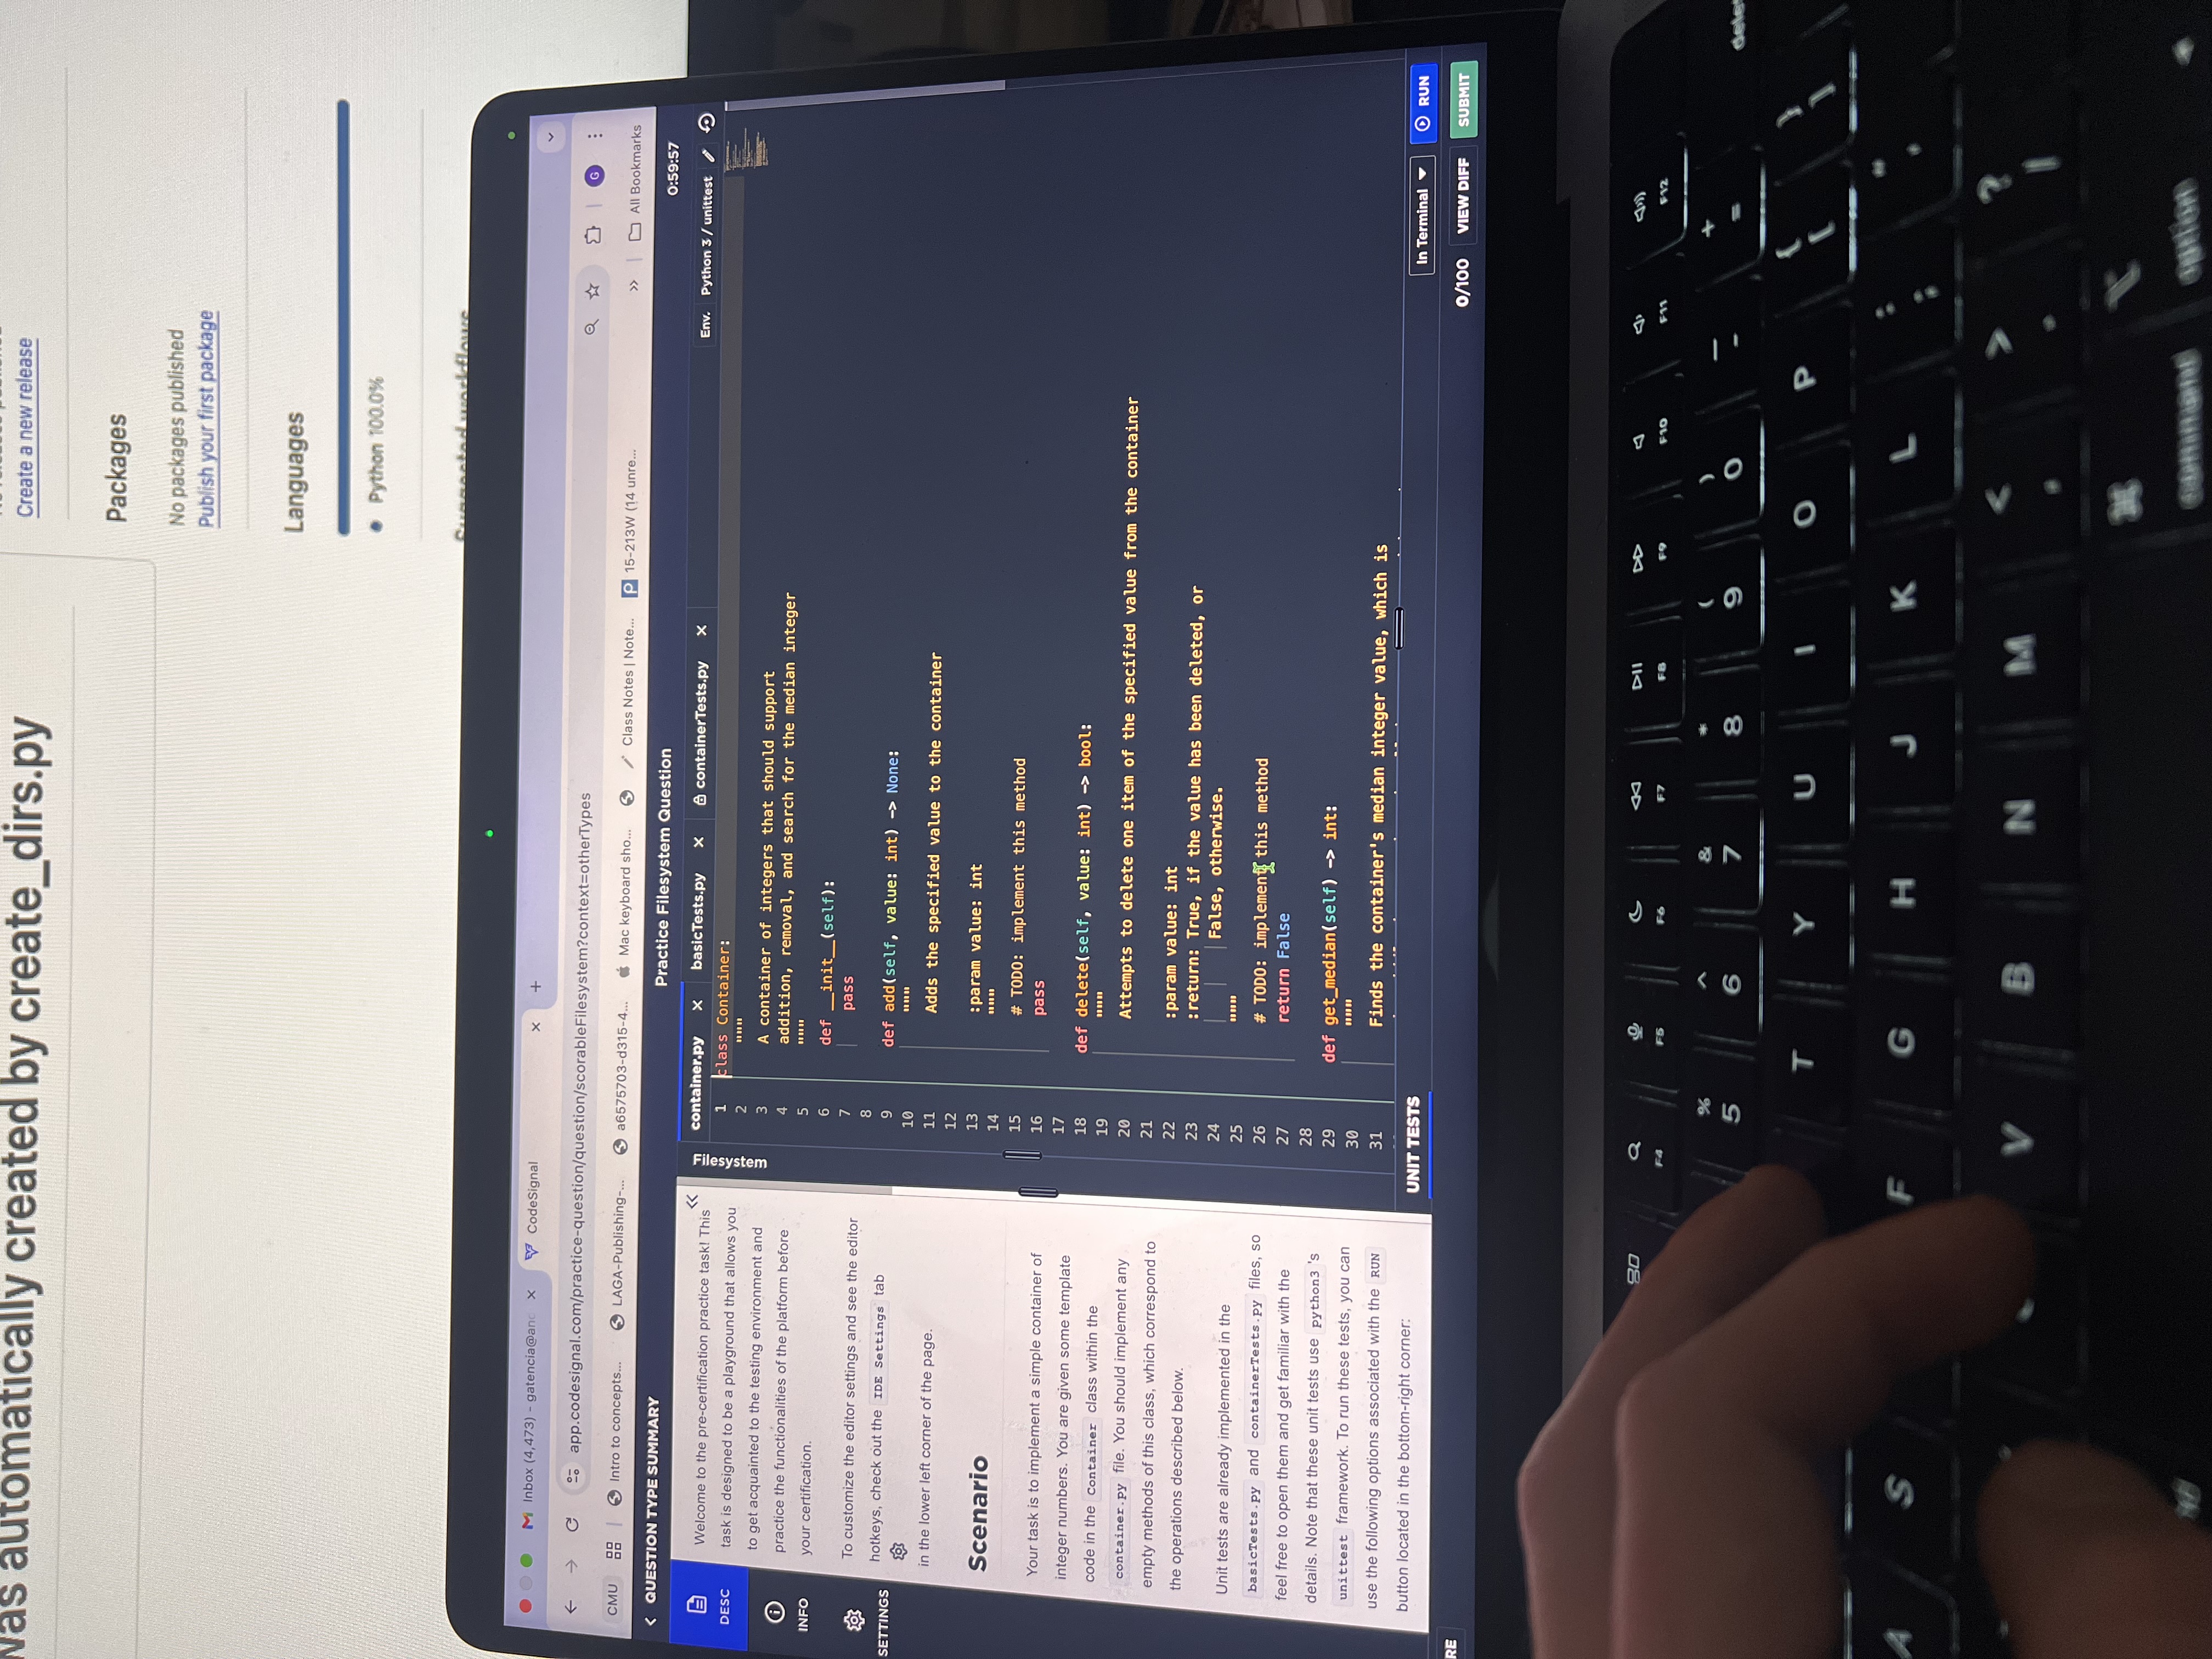 was automatically created by create_dirs.py
Create a new release
Packages
No packages published
Publish your first package
Languages
Python 100.0%
Suggested workflows
Inbox (4,473) - gatencia@and
CodeSignal
app.codesignal.com/practice-question/question/scorableFilesystem?context=otherTypes
G
CMU
Intro to concepts...
LAGA-Publishing-...
a6575703-d315-4...
Mac keyboard sho...
Class Notes | Note...
15-213W (14 unre...
All Bookmarks
QUESTION TYPE SUMMARY
Practice Filesystem Question
0:59:57
DESC
INFO
SETTINGS
Welcome to the pre-certification practice task! This
task is designed to be a playground that allows you
to get acquainted to the testing environment and
practice the functionalities of the platform before
your certification.
To customize the editor settings and see the editor
hotkeys, check out the IDE Settings tab
in the lower left corner of the page.
Scenario
Your task is to implement a simple container of
integer numbers. You are given some template
code in the Container class within the
container.py file. You should implement any
empty methods of this class, which correspond to
the operations described below.
Unit tests are already implemented in the
basicTests.py and containerTests.py files, so
feel free to open them and get familiar with the
details. Note that these unit tests use python3 's
unittest framework. To run these tests, you can
use the following options associated with the RUN
button located in the bottom-right corner:
Filesystem
container.py
basicTests.py
containerTests.py
Env. Python 3 / unittest
1 class Container:
2 """
3 A container of integers that should support
4 addition, removal, and search for the median integer
5 """
6 def __init__(self):
7 pass
8
9 def add(self, value: int) -> None:
10 """
11 Adds the specified value to the container
12
13 :param value: int
14 """
15 # TODO: implement this method
16 pass
17
18 def delete(self, value: int) -> bool:
19 """
20 Attempts to delete one item of the specified value from the container
21
22 :param value: int
23 :return: True, if the value has been deleted, or
24 False, otherwise.
25 """
26 # TODO: implement this method
27 return False
28
29 def get_median(self) -> int:
30 """
31 Finds the container's median integer value, which is
UNIT TESTS
In Terminal
RUN
RE
0/100
VIEW DIFF
SUBMIT
F4 F5 F6 F7 F8 F9 F10 F11 F12
% ^ & * ( ) — +
5 6 7 8 9 0 - =
T Y U I O P { }
[ ]
A S F G H J K L : "
; '
V B N M < > ?
, . /
⌘ ⌥
command option